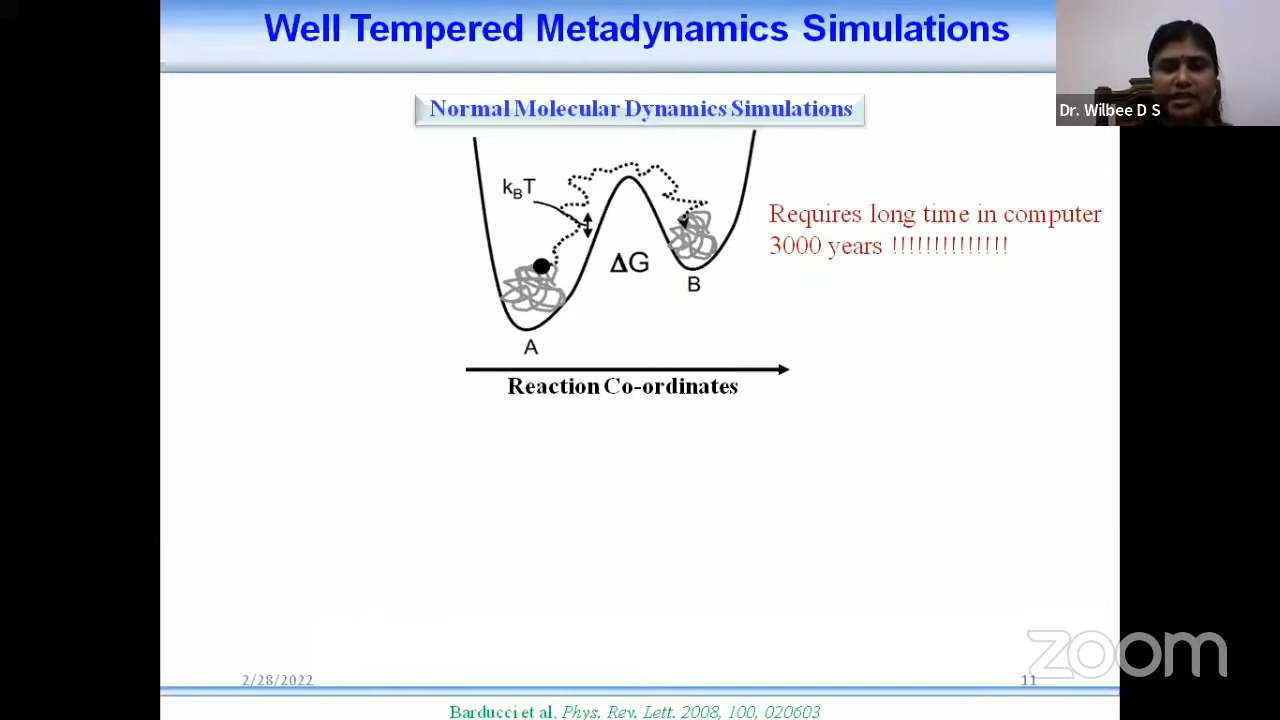 Well Tempered Metadynamics Simulations
Dr. Wilbee D S
Normal Molecular Dynamics Simulations
kBT
Requires long time in computer
3000 years !!!!!!!!!!!!!!
ΔG
B
A
Reaction Co-ordinates
zoom
2/28/2022
11
Barducci et al, Phys. Rev. Lett. 2008, 100, 020603